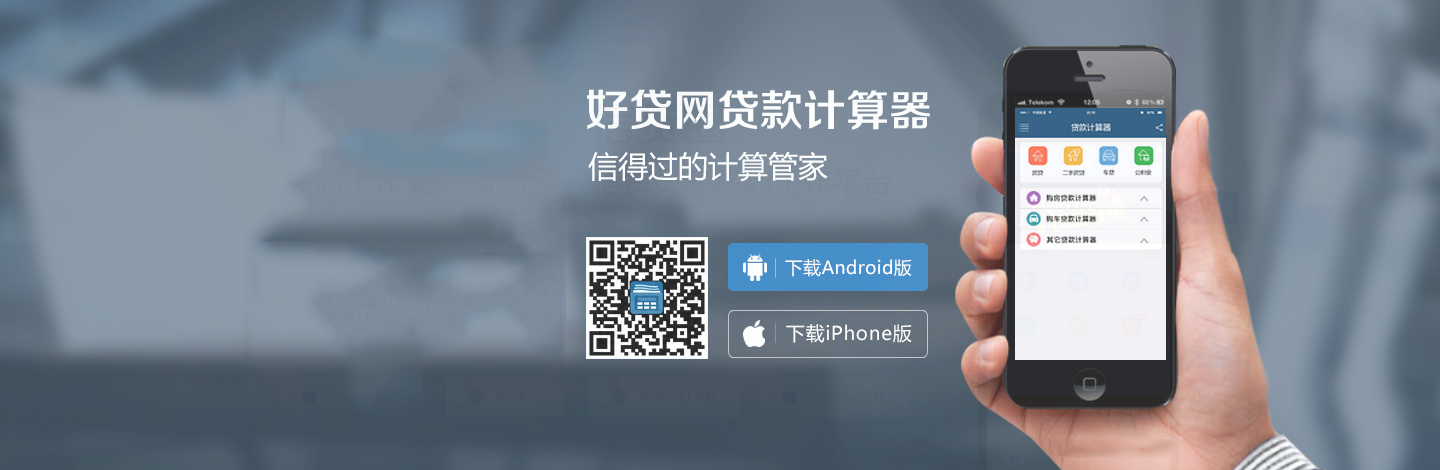 好贷网贷款计算器
信得过的计算管家
下载Android版
下载iPhone版
Telekom 12:05
贷款计算器
房贷 二手房贷 车贷 公积金
购房贷款计算器
购车贷款计算器
其它贷款计算器